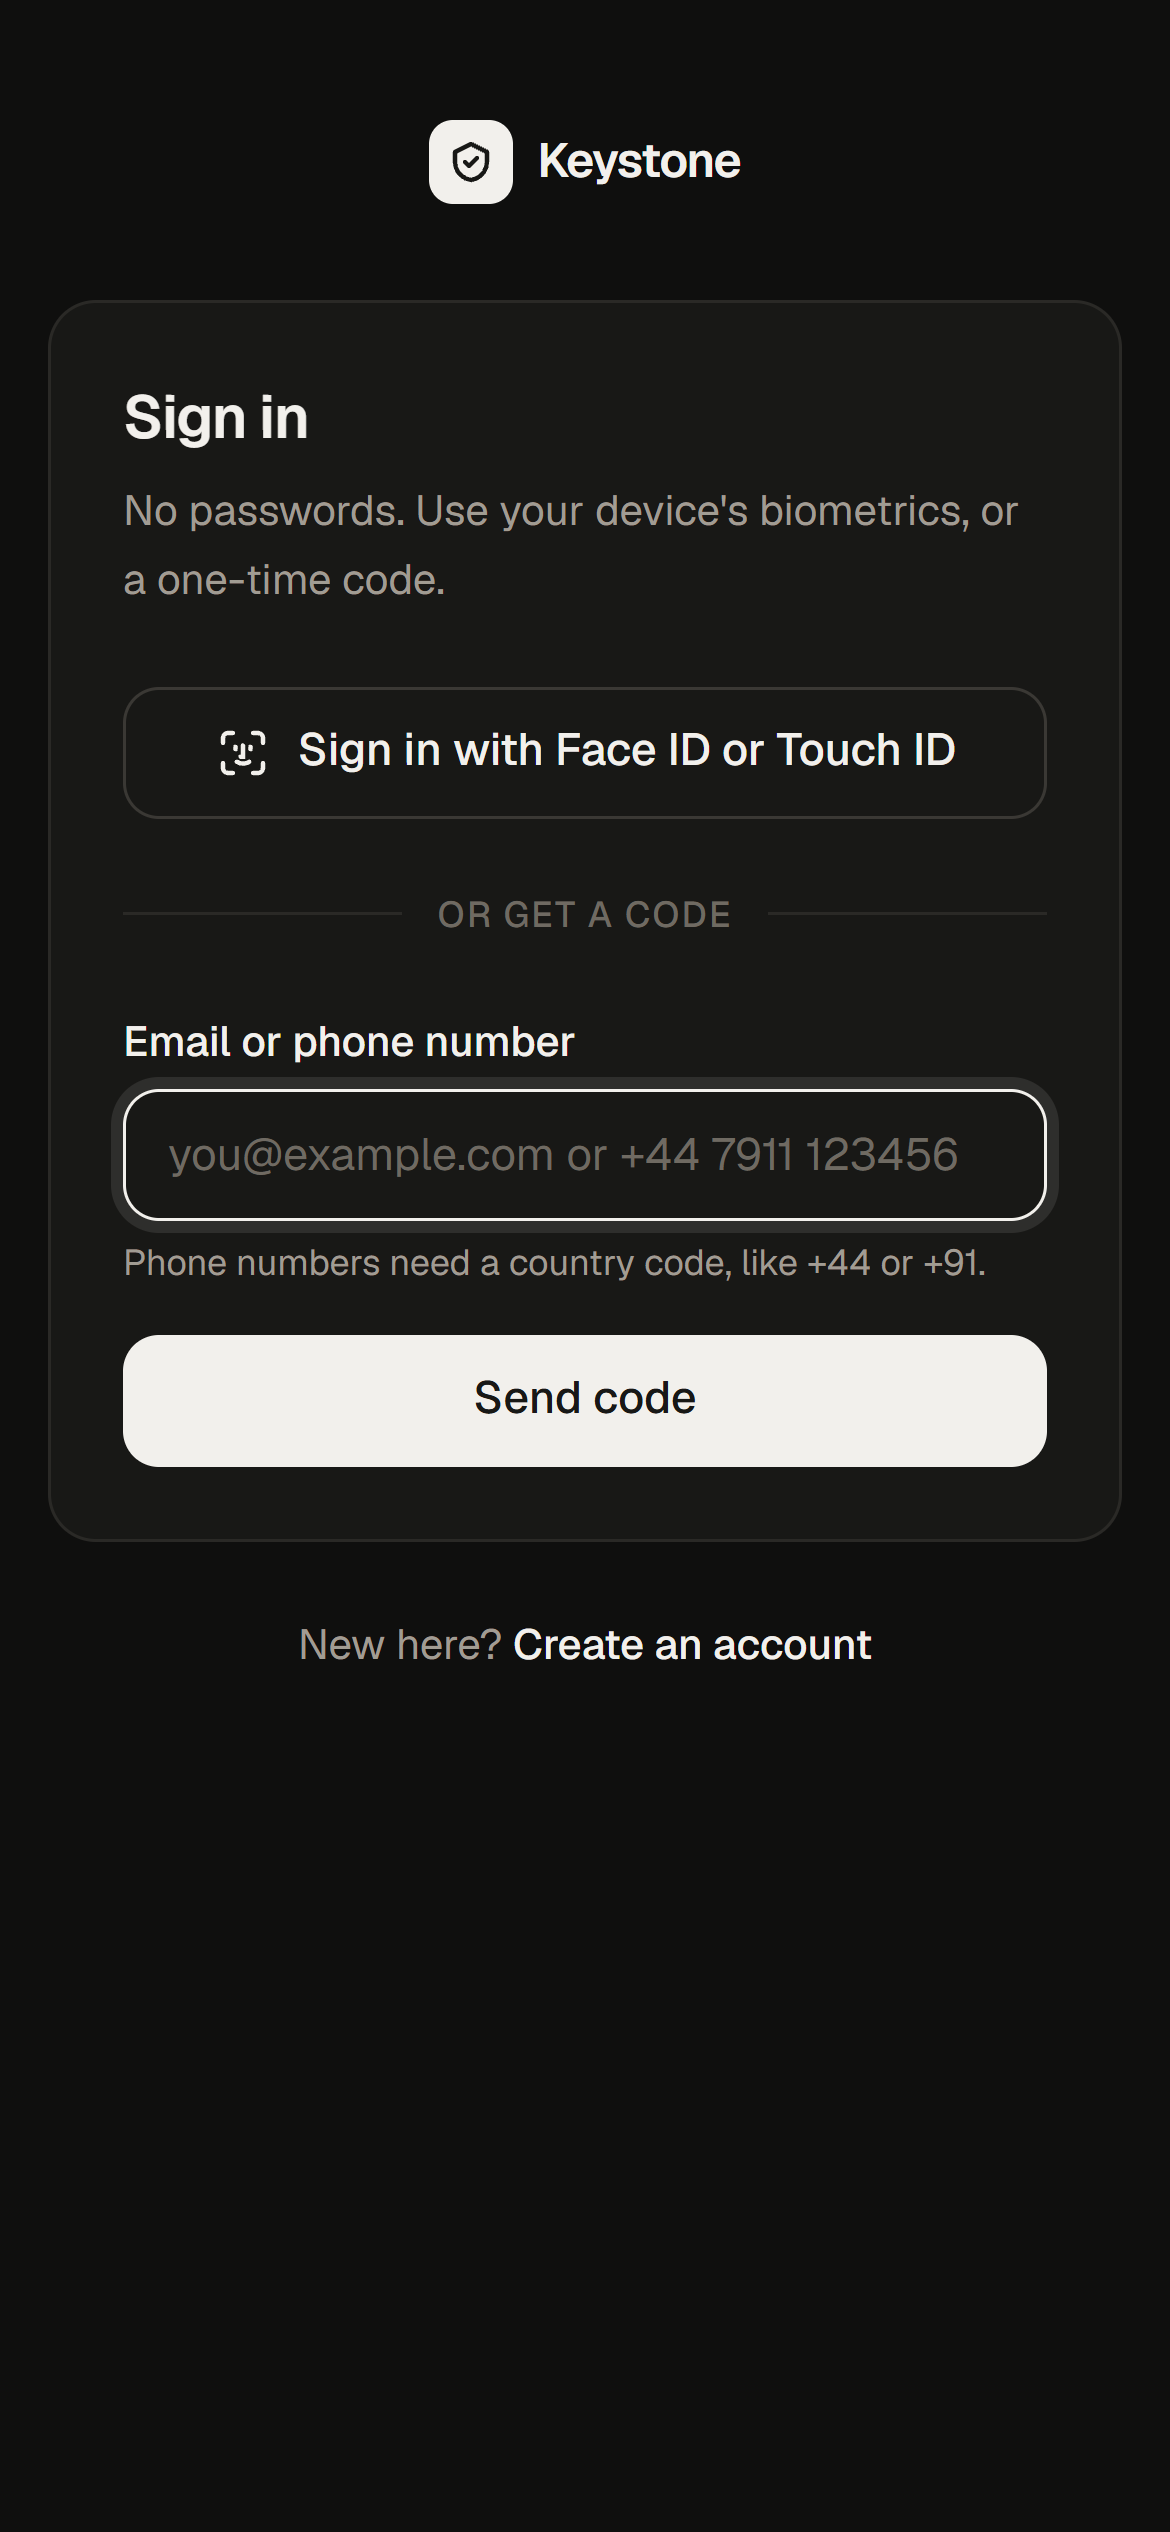 Keystone
Sign in
No passwords. Use your device's biometrics, or
a one-time code.
Sign in with Face ID or Touch ID
OR GET A CODE
Email or phone number
you@example.com or +44 7911 123456
Phone numbers need a country code, like +44 or +91.
Send code
New here? Create an account